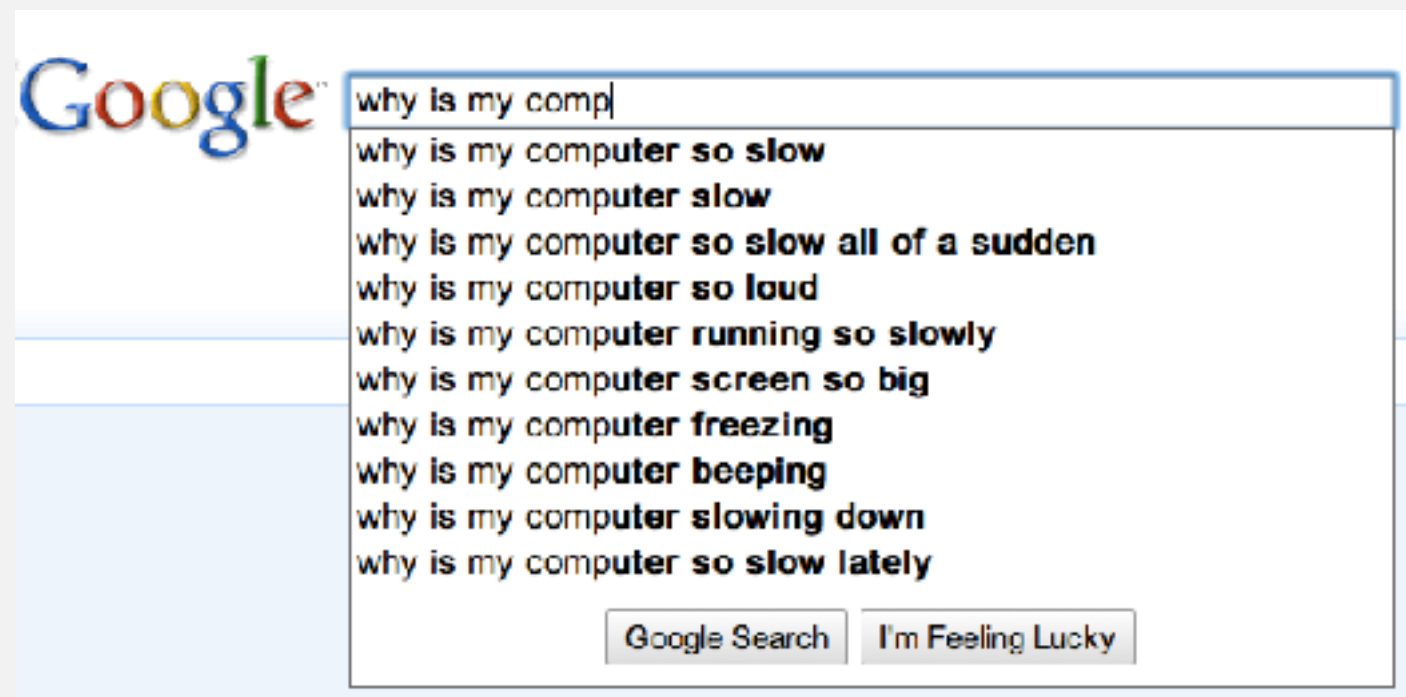 Google™
why is my comp
why is my computer so slow
why is my computer slow
why is my computer so slow all of a sudden
why is my computer so loud
why is my computer running so slowly
why is my computer screen so big
why is my computer freezing
why is my computer beeping
why is my computer slowing down
why is my computer so slow lately
Google Search I'm Feeling Lucky